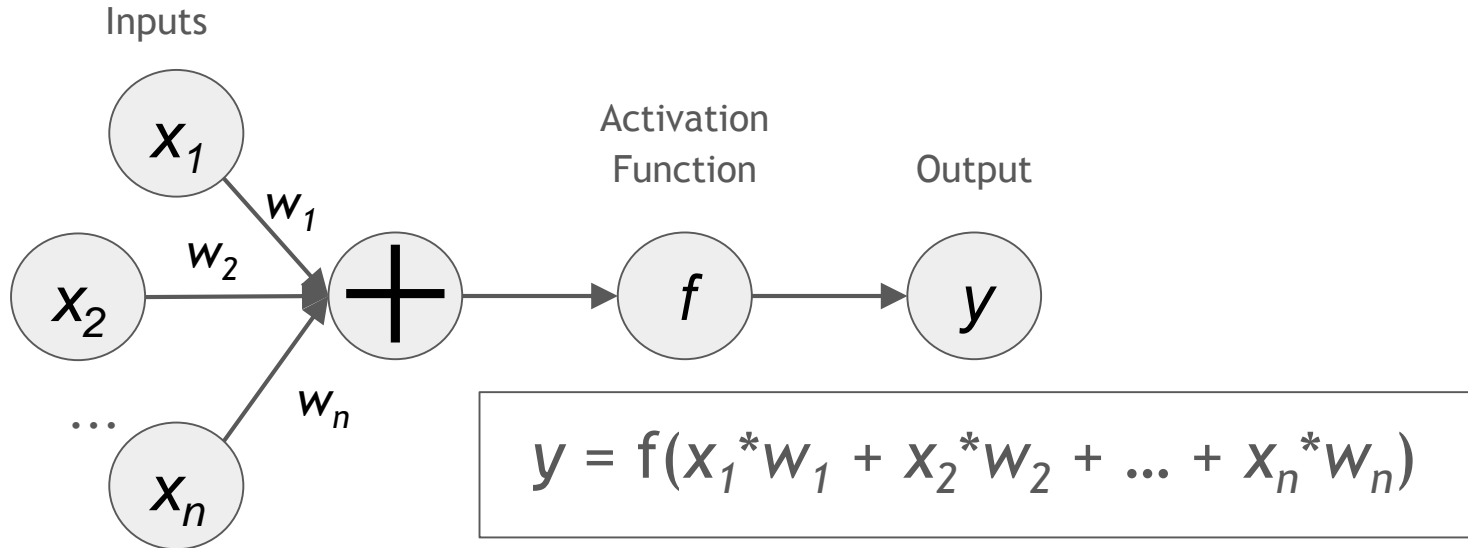 Inputs
x₁
Activation
Function
Output
w₁
w₂
x₂
+
f
y
wₙ
...
xₙ
y = f(x₁*w₁ + x₂*w₂ + ... + xₙ*wₙ)